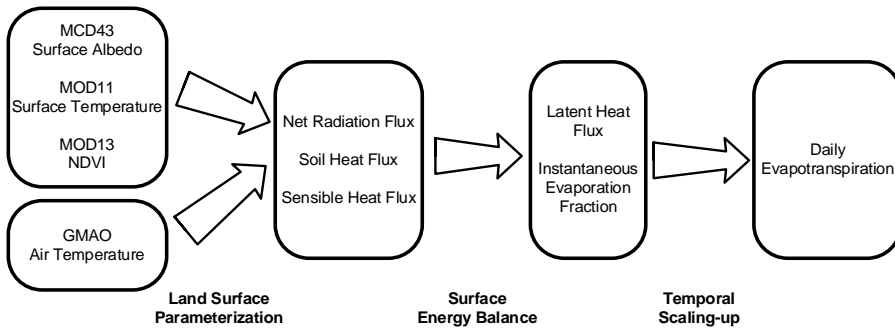 MCD43
Surface Albedo
MOD11
Surface Temperature
MOD13
NDVI
GMAO
Air Temperature
Net Radiation Flux
Soil Heat Flux
Sensible Heat Flux
Latent Heat
Flux
Instantaneous
Evaporation
Fraction
Daily
Evapotranspiration
Land Surface
Parameterization
Surface
Energy Balance
Temporal
Scaling-up